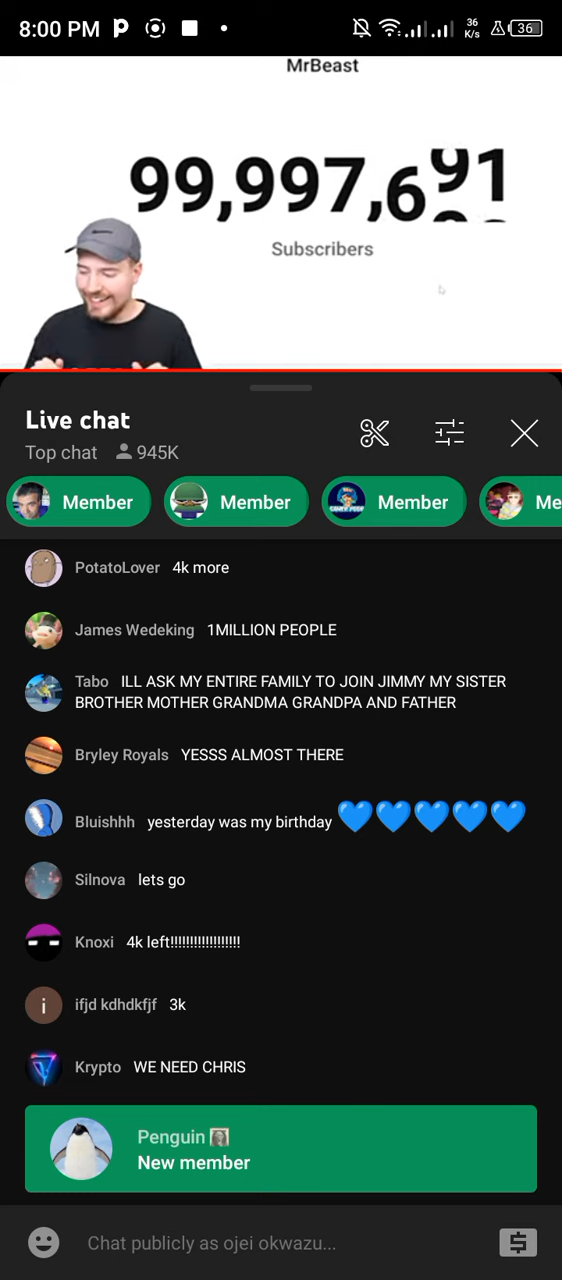 8:00 PM
36
K/s
36
MrBeast
99,997,691
Subscribers
Live chat
Top chat 945K
Member
Member
Member
Me
PotatoLover 4k more
James Wedeking 1MILLION PEOPLE
Tabo ILL ASK MY ENTIRE FAMILY TO JOIN JIMMY MY SISTER
BROTHER MOTHER GRANDMA GRANDPA AND FATHER
Bryley Royals YESSS ALMOST THERE
Bluishhh yesterday was my birthday 💙💙💙💙💙
Silnova lets go
Knoxi 4k left!!!!!!!!!!!!!!!!!!
i
ifjd kdhdkfjf 3k
Krypto WE NEED CHRIS
Penguin
New member
Chat publicly as ojei okwazu...